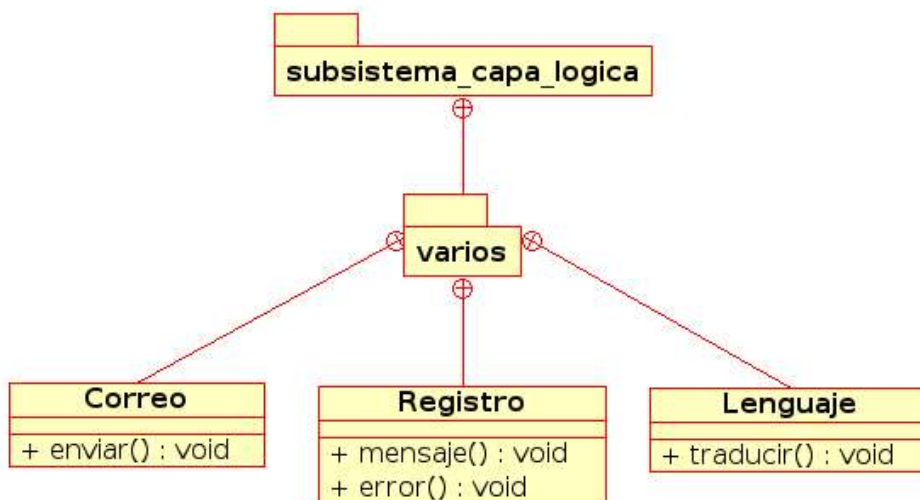 subsistema_capa_logica
varios
Correo
+ enviar() : void
Registro
+ mensaje() : void
+ error() : void
Lenguaje
+ traducir() : void